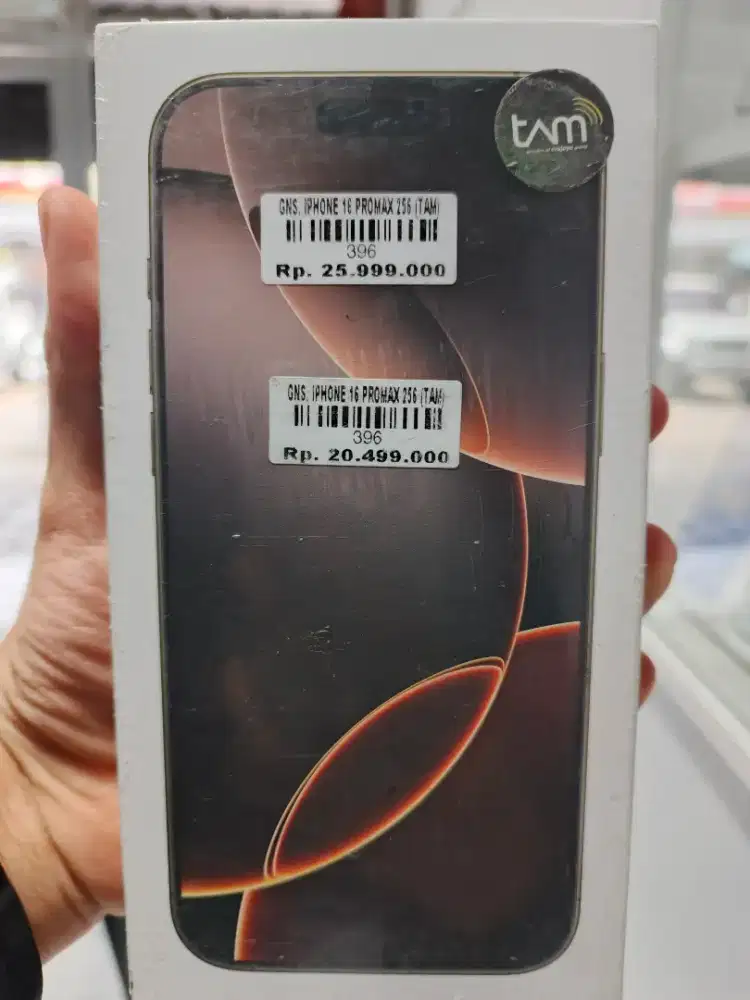 tam
GNS, IPHONE 16 PROMAX 256 (TAM)
396
Rp. 25.999.000
GNS, IPHONE 16 PROMAX 256 (TAM)
396
Rp. 20.499.000